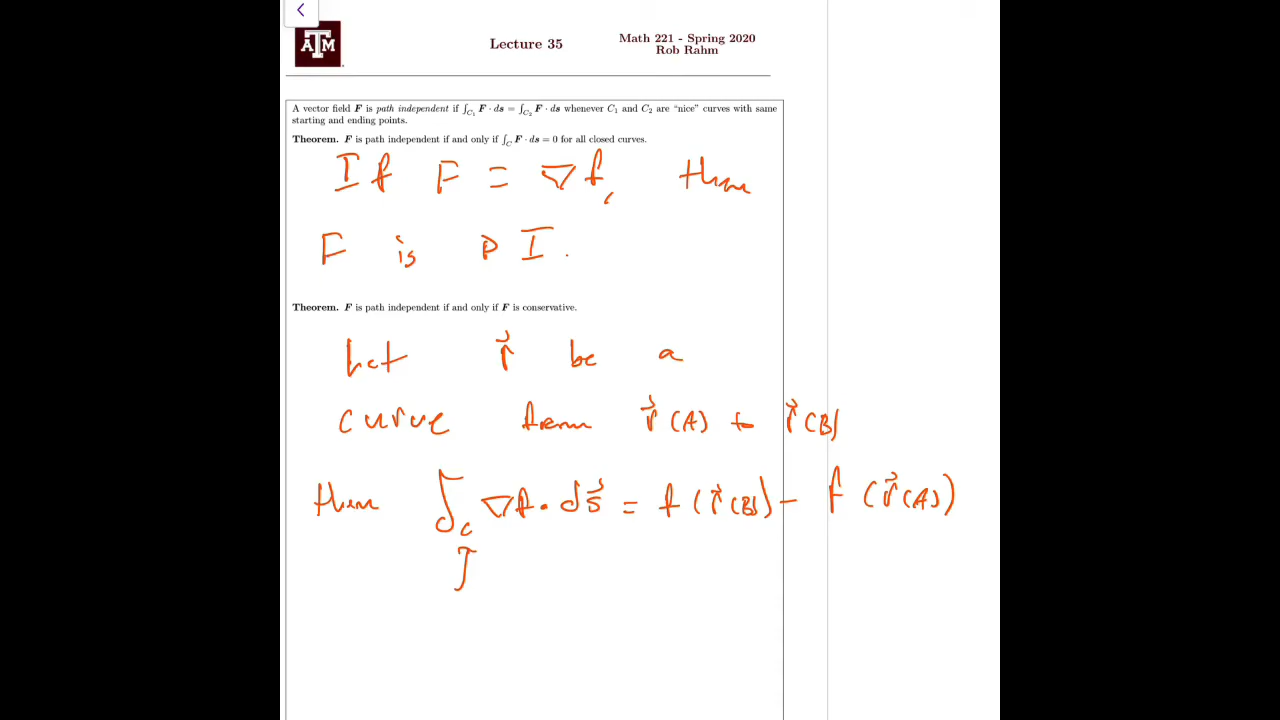 ATM
Lecture 35
Math 221 - Spring 2020
Rob Rahm
A vector field F is path independent if ∫_{C₁} F · ds = ∫_{C₂} F · ds whenever C₁ and C₂ are “nice” curves with same
starting and ending points.
Theorem. F is path independent if and only if ∫_C F · ds = 0 for all closed curves.
If F = ∇f, then
F is P I.
Theorem. F is path independent if and only if F is conservative.
Let r⃗ be a
curve from r⃗(A) to r⃗(B)
then ∫_C ∇f · ds⃗ = f(r⃗(B)) - f(r⃗(A))
∫